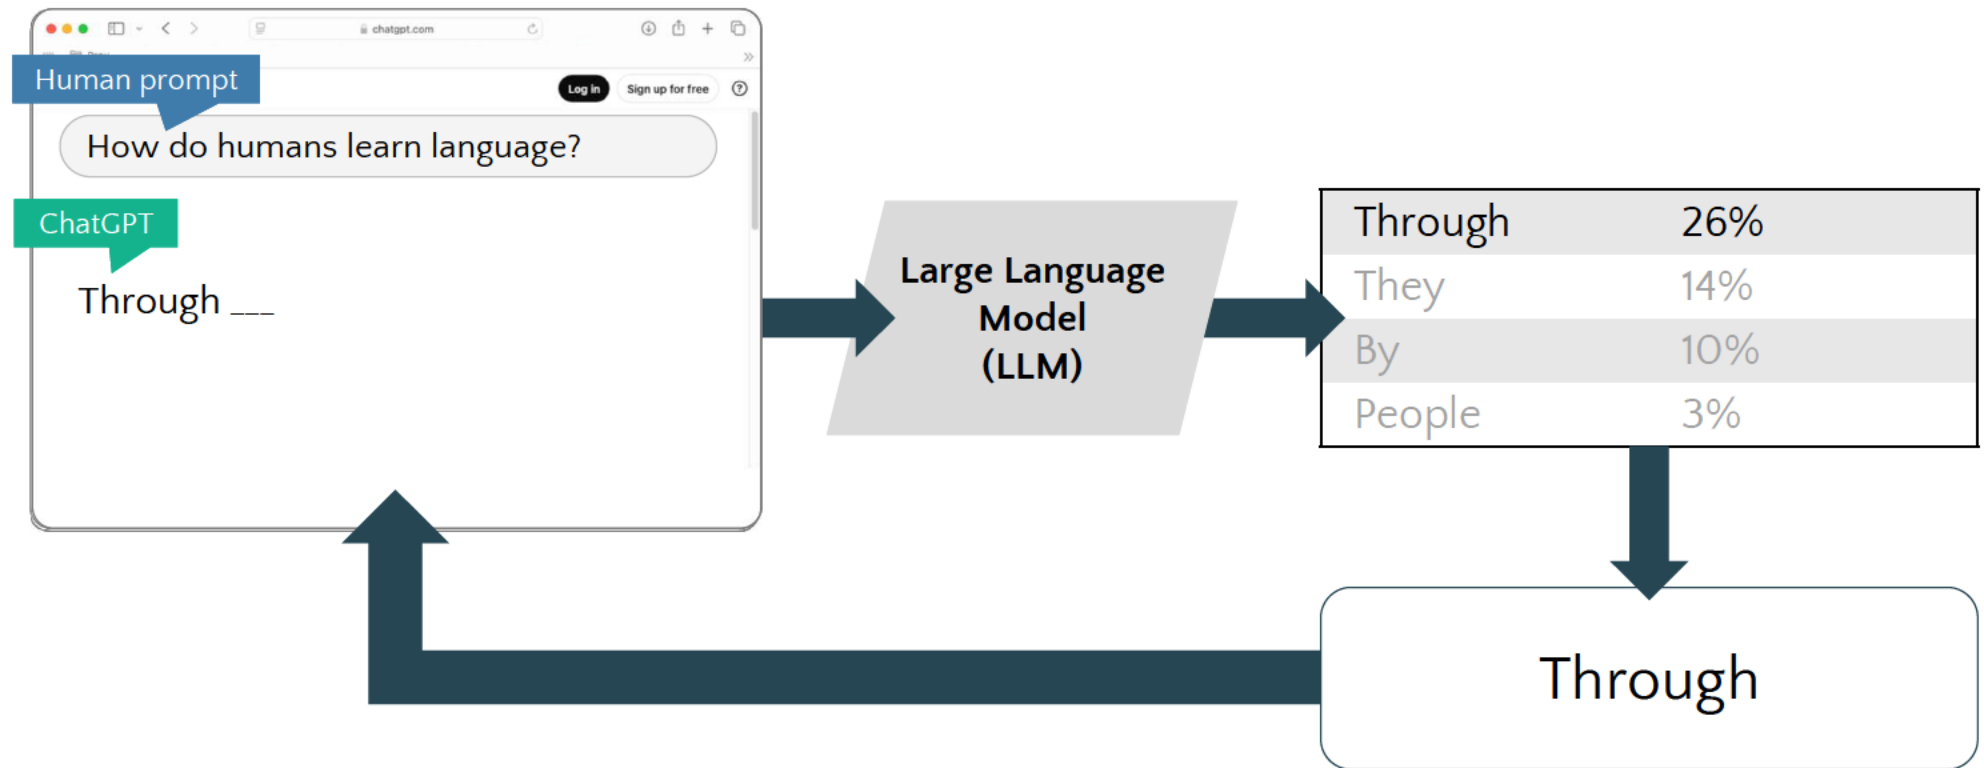 chatgpt.com
Human prompt
Log in Sign up for free ?
How do humans learn language?
ChatGPT
Through ___
Large Language
Model
(LLM)
Through 26%
They 14%
By 10%
People 3%
Through